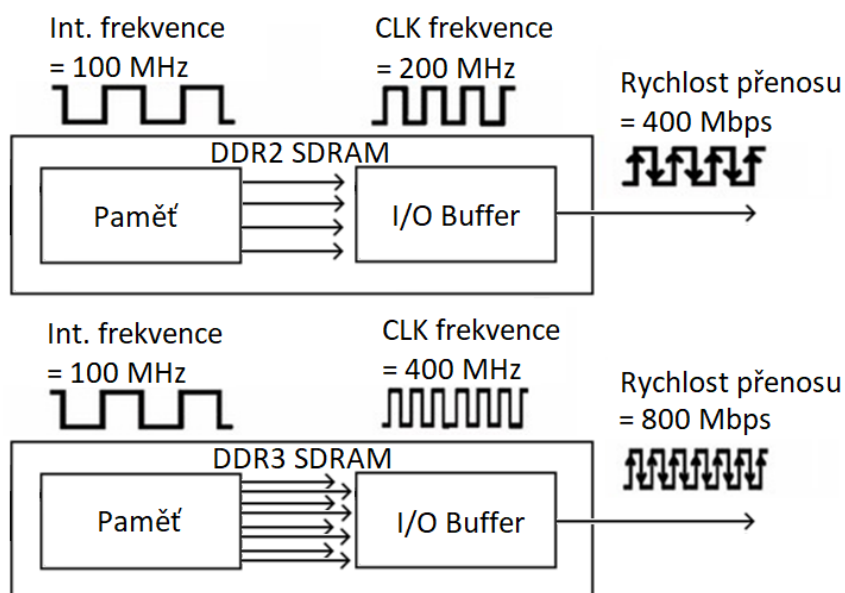 Int. frekvence
= 100 MHz
CLK frekvence
= 200 MHz
Rychlost přenosu
= 400 Mbps
DDR2 SDRAM
Paměť
I/O Buffer
Int. frekvence
= 100 MHz
CLK frekvence
= 400 MHz
Rychlost přenosu
= 800 Mbps
DDR3 SDRAM
Paměť
I/O Buffer